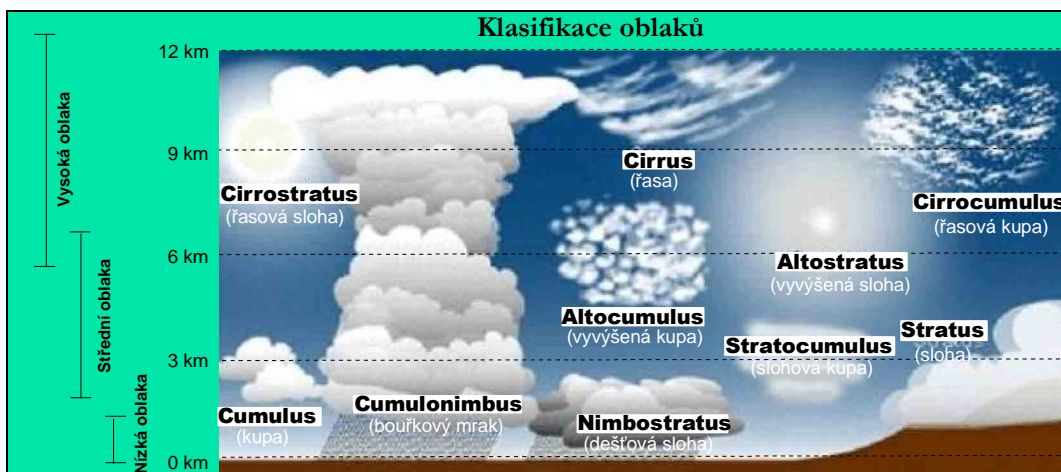 Klasifikace oblaků
12 km
9 km
6 km
3 km
0 km
Vysoká oblaka
Střední oblaka
Nízká oblaka
Cirrostratus
(řasová sloha)
Cirrus
(řasa)
Cirrocumulus
(řasová kupa)
Altocumulus
(vyvýšená kupa)
Altostratus
(vyvýšená sloha)
Stratocumulus
(slohová kupa)
Stratus
(sloha)
Cumulus
(kupa)
Cumulonimbus
(bouřkový mrak)
Nimbostratus
(dešťová sloha)